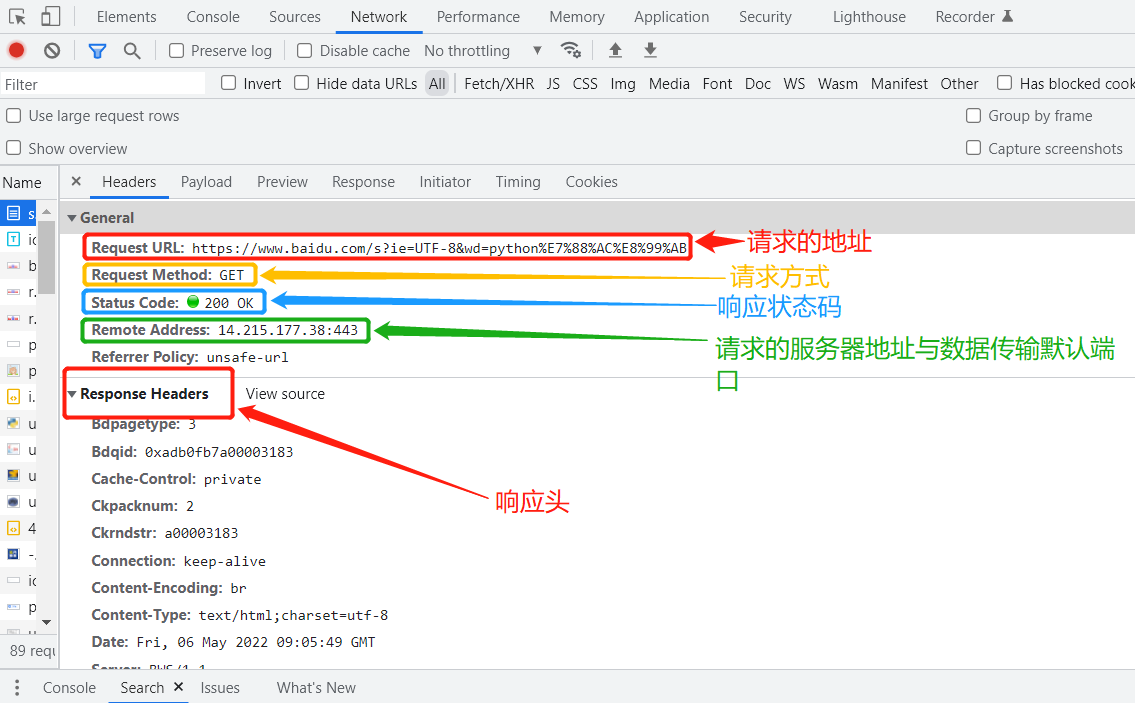 Elements Console Sources Network Performance Memory Application Security Lighthouse Recorder
Preserve log Disable cache No throttling
Filter Invert Hide data URLs All Fetch/XHR JS CSS Img Media Font Doc WS Wasm Manifest Other Has blocked cook
Use large request rows Group by frame
Show overview Capture screenshots
Name × Headers Payload Preview Response Initiator Timing Cookies
s. General
Request URL: https://www.baidu.com/s?ie=UTF-8&wd=python%E7%88%AC%E8%99%AB 请求的地址
Request Method: GET 请求方式
Status Code: 200 OK 响应状态码
Remote Address: 14.215.177.38:443 请求的服务器地址与数据传输默认端
口
Referrer Policy: unsafe-url
Response Headers View source
Bdpagetype: 3
Bdqid: 0xadb0fb7a00003183
Cache-Control: private
Ckpacknum: 2 响应头
Ckrndstr: a00003183
Connection: keep-alive
Content-Encoding: br
Content-Type: text/html;charset=utf-8
Date: Fri, 06 May 2022 09:05:49 GMT
89 requ
Console Search × Issues What's New